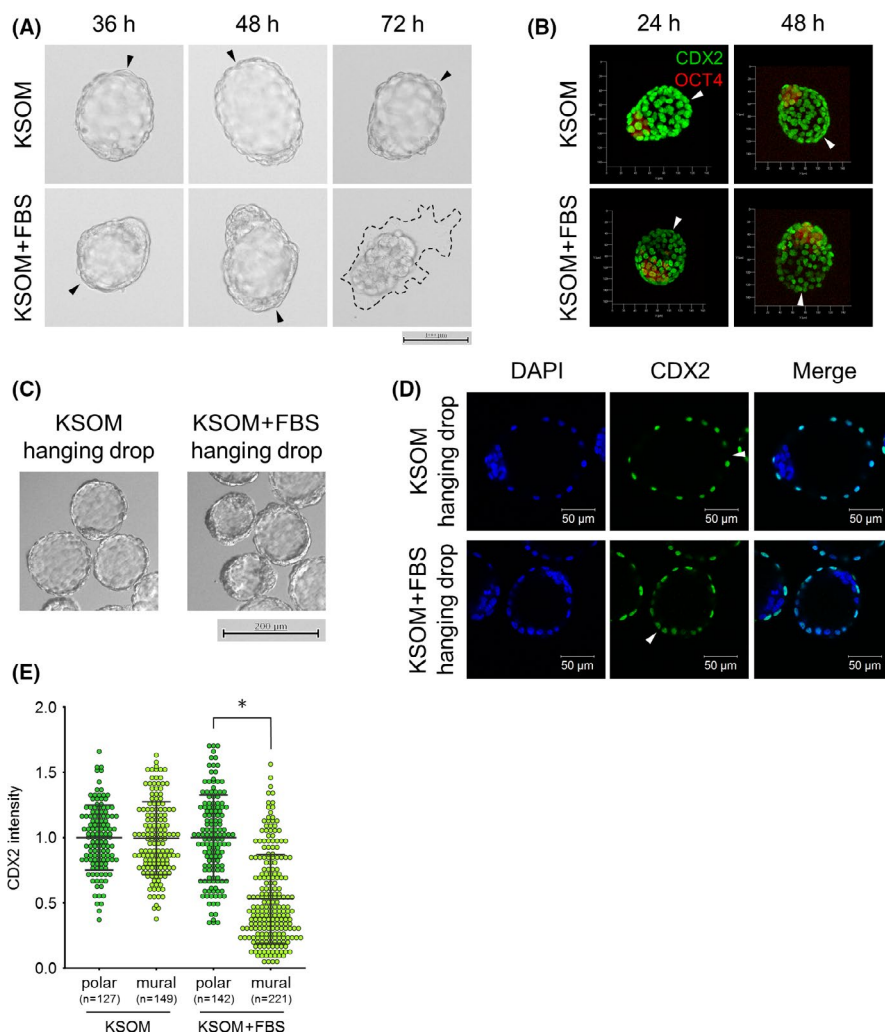 (A)
36 h
48 h
72 h
KSOM
KSOM+FBS
(B)
24 h
48 h
CDX2
OCT4
KSOM
KSOM+FBS
(C)
KSOM
hanging drop
KSOM+FBS
hanging drop
200 µm
(D)
DAPI
CDX2
Merge
KSOM
hanging drop
50 µm
50 µm
50 µm
KSOM+FBS
hanging drop
50 µm
50 µm
50 µm
(E)
CDX2 intensity
2.0
1.5
1.0
0.5
0.0
*
polar
mural
polar
mural
(n=127)
(n=149)
(n=142)
(n=221)
KSOM
KSOM+FBS